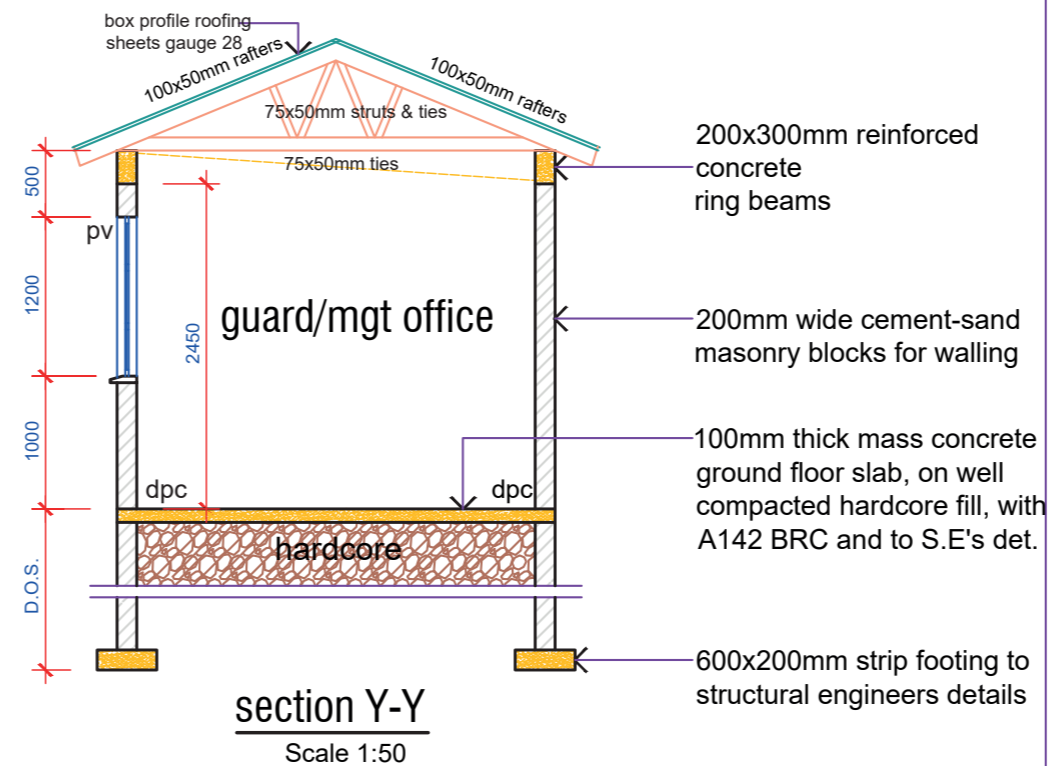 box profile roofing
sheets gauge 28
100x50mm rafters
100x50mm rafters
75x50mm struts & ties
75x50mm ties
200x300mm reinforced
concrete
ring beams
500
pv
1200
2450
guard/mgt office
200mm wide cement-sand
masonry blocks for walling
1000
100mm thick mass concrete
ground floor slab, on well
compacted hardcore fill, with
A142 BRC and to S.E's det.
dpc
dpc
hardcore
D.O.S.
600x200mm strip footing to
structural engineers details
section Y-Y
Scale 1:50